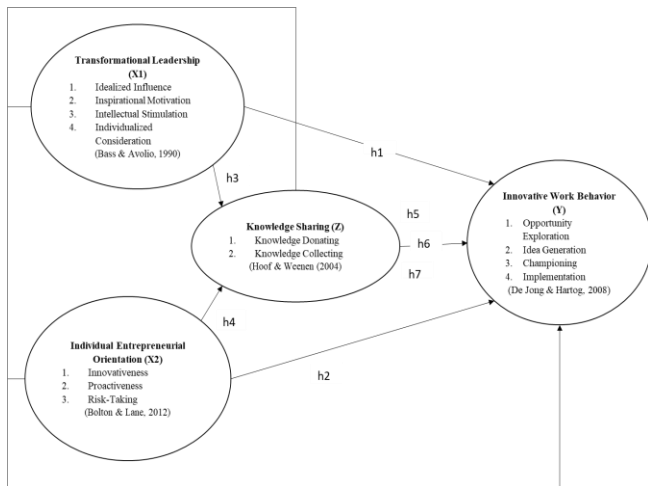 Transformational Leadership
(X1)
1. Idealized Influence
2. Inspirational Motivation
3. Intellectual Stimulation
4. Individualized
Consideration
(Bass & Avolio, 1990)
h1
h3
Knowledge Sharing (Z)
1. Knowledge Donating
2. Knowledge Collecting
(Hoof & Weenen (2004)
h5
h6
h7
Innovative Work Behavior
(Y)
1. Opportunity
Exploration
2. Idea Generation
3. Championing
4. Implementation
(De Jong & Hartog, 2008)
h4
Individual Entrepreneurial
Orientation (X2)
1. Innovativeness
2. Proactiveness
3. Risk-Taking
(Bolton & Lane, 2012)
h2